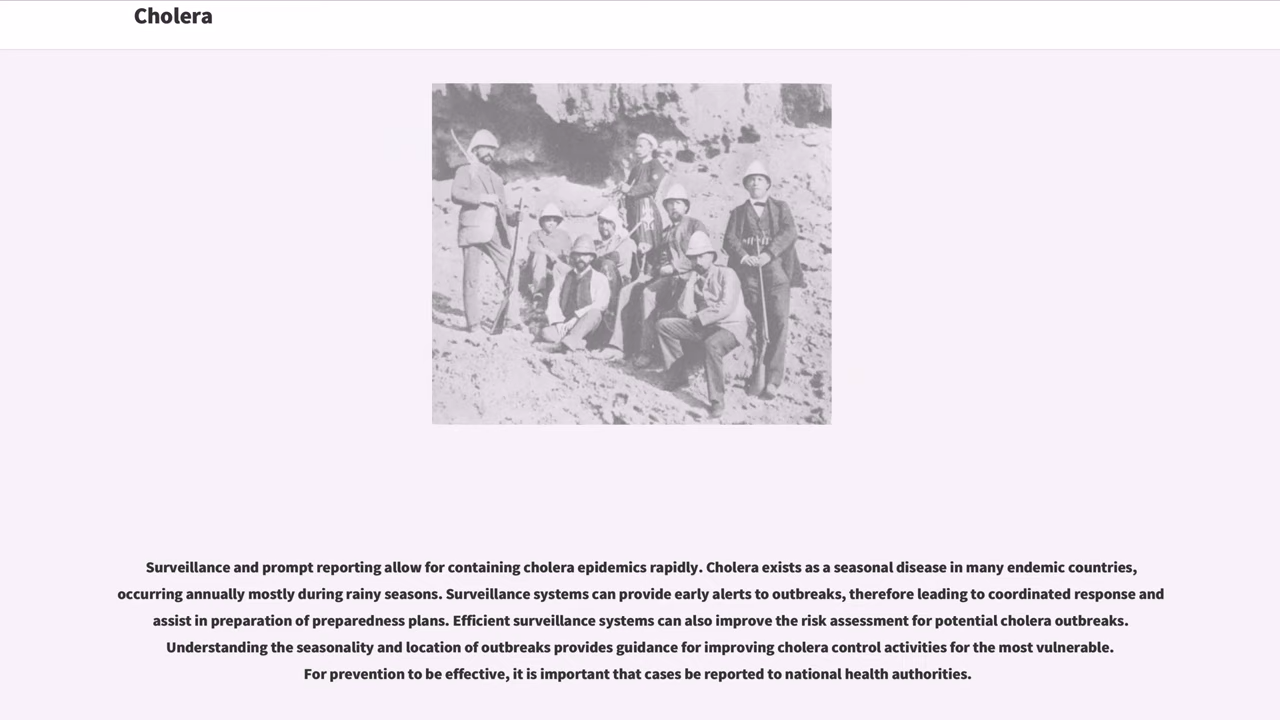 Cholera
Surveillance and prompt reporting allow for containing cholera epidemics rapidly. Cholera exists as a seasonal disease in many endemic countries,
occurring annually mostly during rainy seasons. Surveillance systems can provide early alerts to outbreaks, therefore leading to coordinated response and
assist in preparation of preparedness plans. Efficient surveillance systems can also improve the risk assessment for potential cholera outbreaks.
Understanding the seasonality and location of outbreaks provides guidance for improving cholera control activities for the most vulnerable.
For prevention to be effective, it is important that cases be reported to national health authorities.